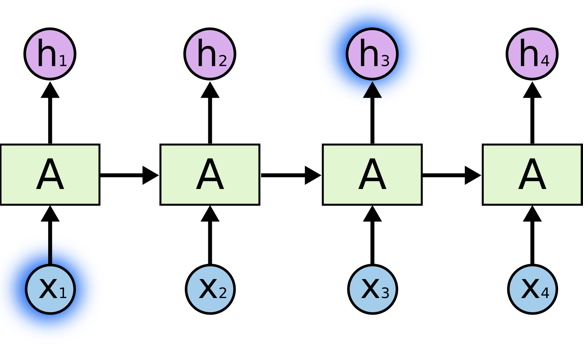 h₁ h₂ h₃ h₄
A A A A
x₁ x₂ x₃ x₄